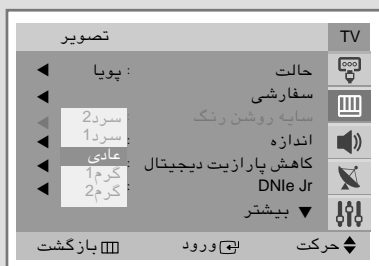 TV تصویر
حالت : پویا
سفارشی
سایه روشن رنگ :
اندازه
کاهش پارازیت دیجیتال :
DNIe Jr
بیشتر
سرد2
سرد1
عادی
گرم1
گرم2
حرکت ورود بازگشت